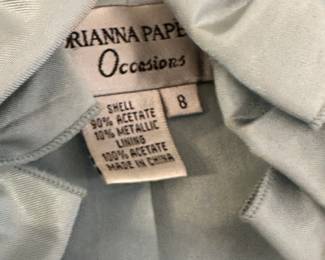 RIANNA PAPE
Occasions
8
SHELL
90% ACETATE
10% METALLIC
LINING
100% ACETATE
MADE IN CHINA